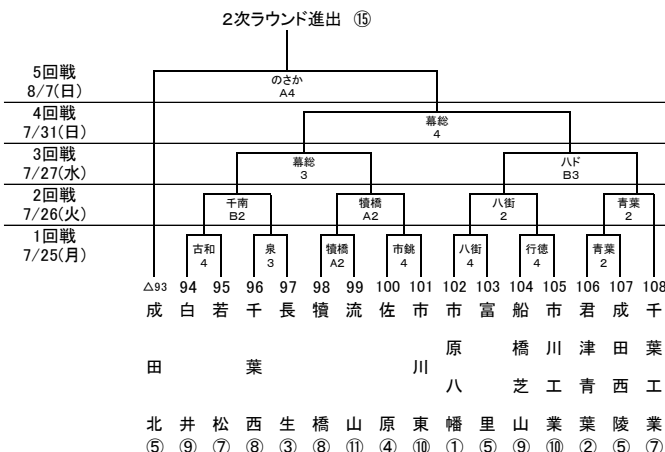 2次ラウンド進出 ⑮
5回戦
8/7(日)
のさか
A4
4回戦
7/31(日)
幕総
4
3回戦
7/27(水)
幕総
3
ハド
B3
2回戦
7/26(火)
千南
B2
犢橋
A2
八街
2
青葉
2
1回戦
7/25(月)
古和
4
泉
3
犢橋
A2
市銚
4
八街
4
行徳
4
青葉
2
△93 94 95 96 97 98 99 100 101 102 103 104 105 106 107 108
成田北⑤
白井⑨
若松⑦
千葉西⑧
長生③
犢橋⑧
流山⑪
佐原④
市川東⑩
市原八幡①
富里⑤
船橋芝山⑨
市川工業⑩
君津青葉②
成田西陵⑤
千葉工業⑦